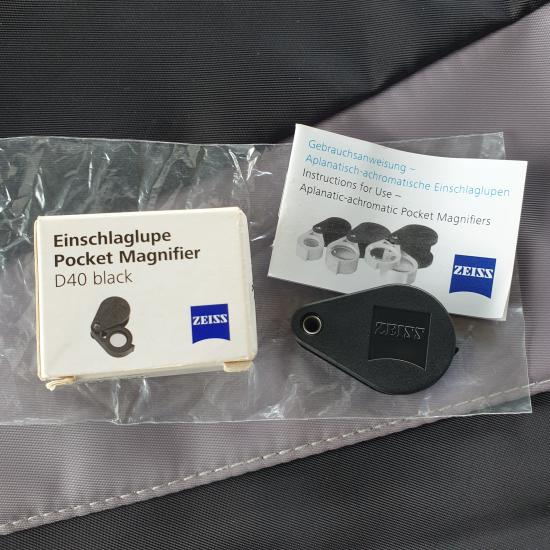 Einschlaglupe
Pocket Magnifier
D40 black
ZEISS
Gebrauchsanweisung –
Aplanatisch-achromatische Einschlaglupen
Instructions for Use –
Aplanatic-achromatic Pocket Magnifiers
ZEISS
ZEISS